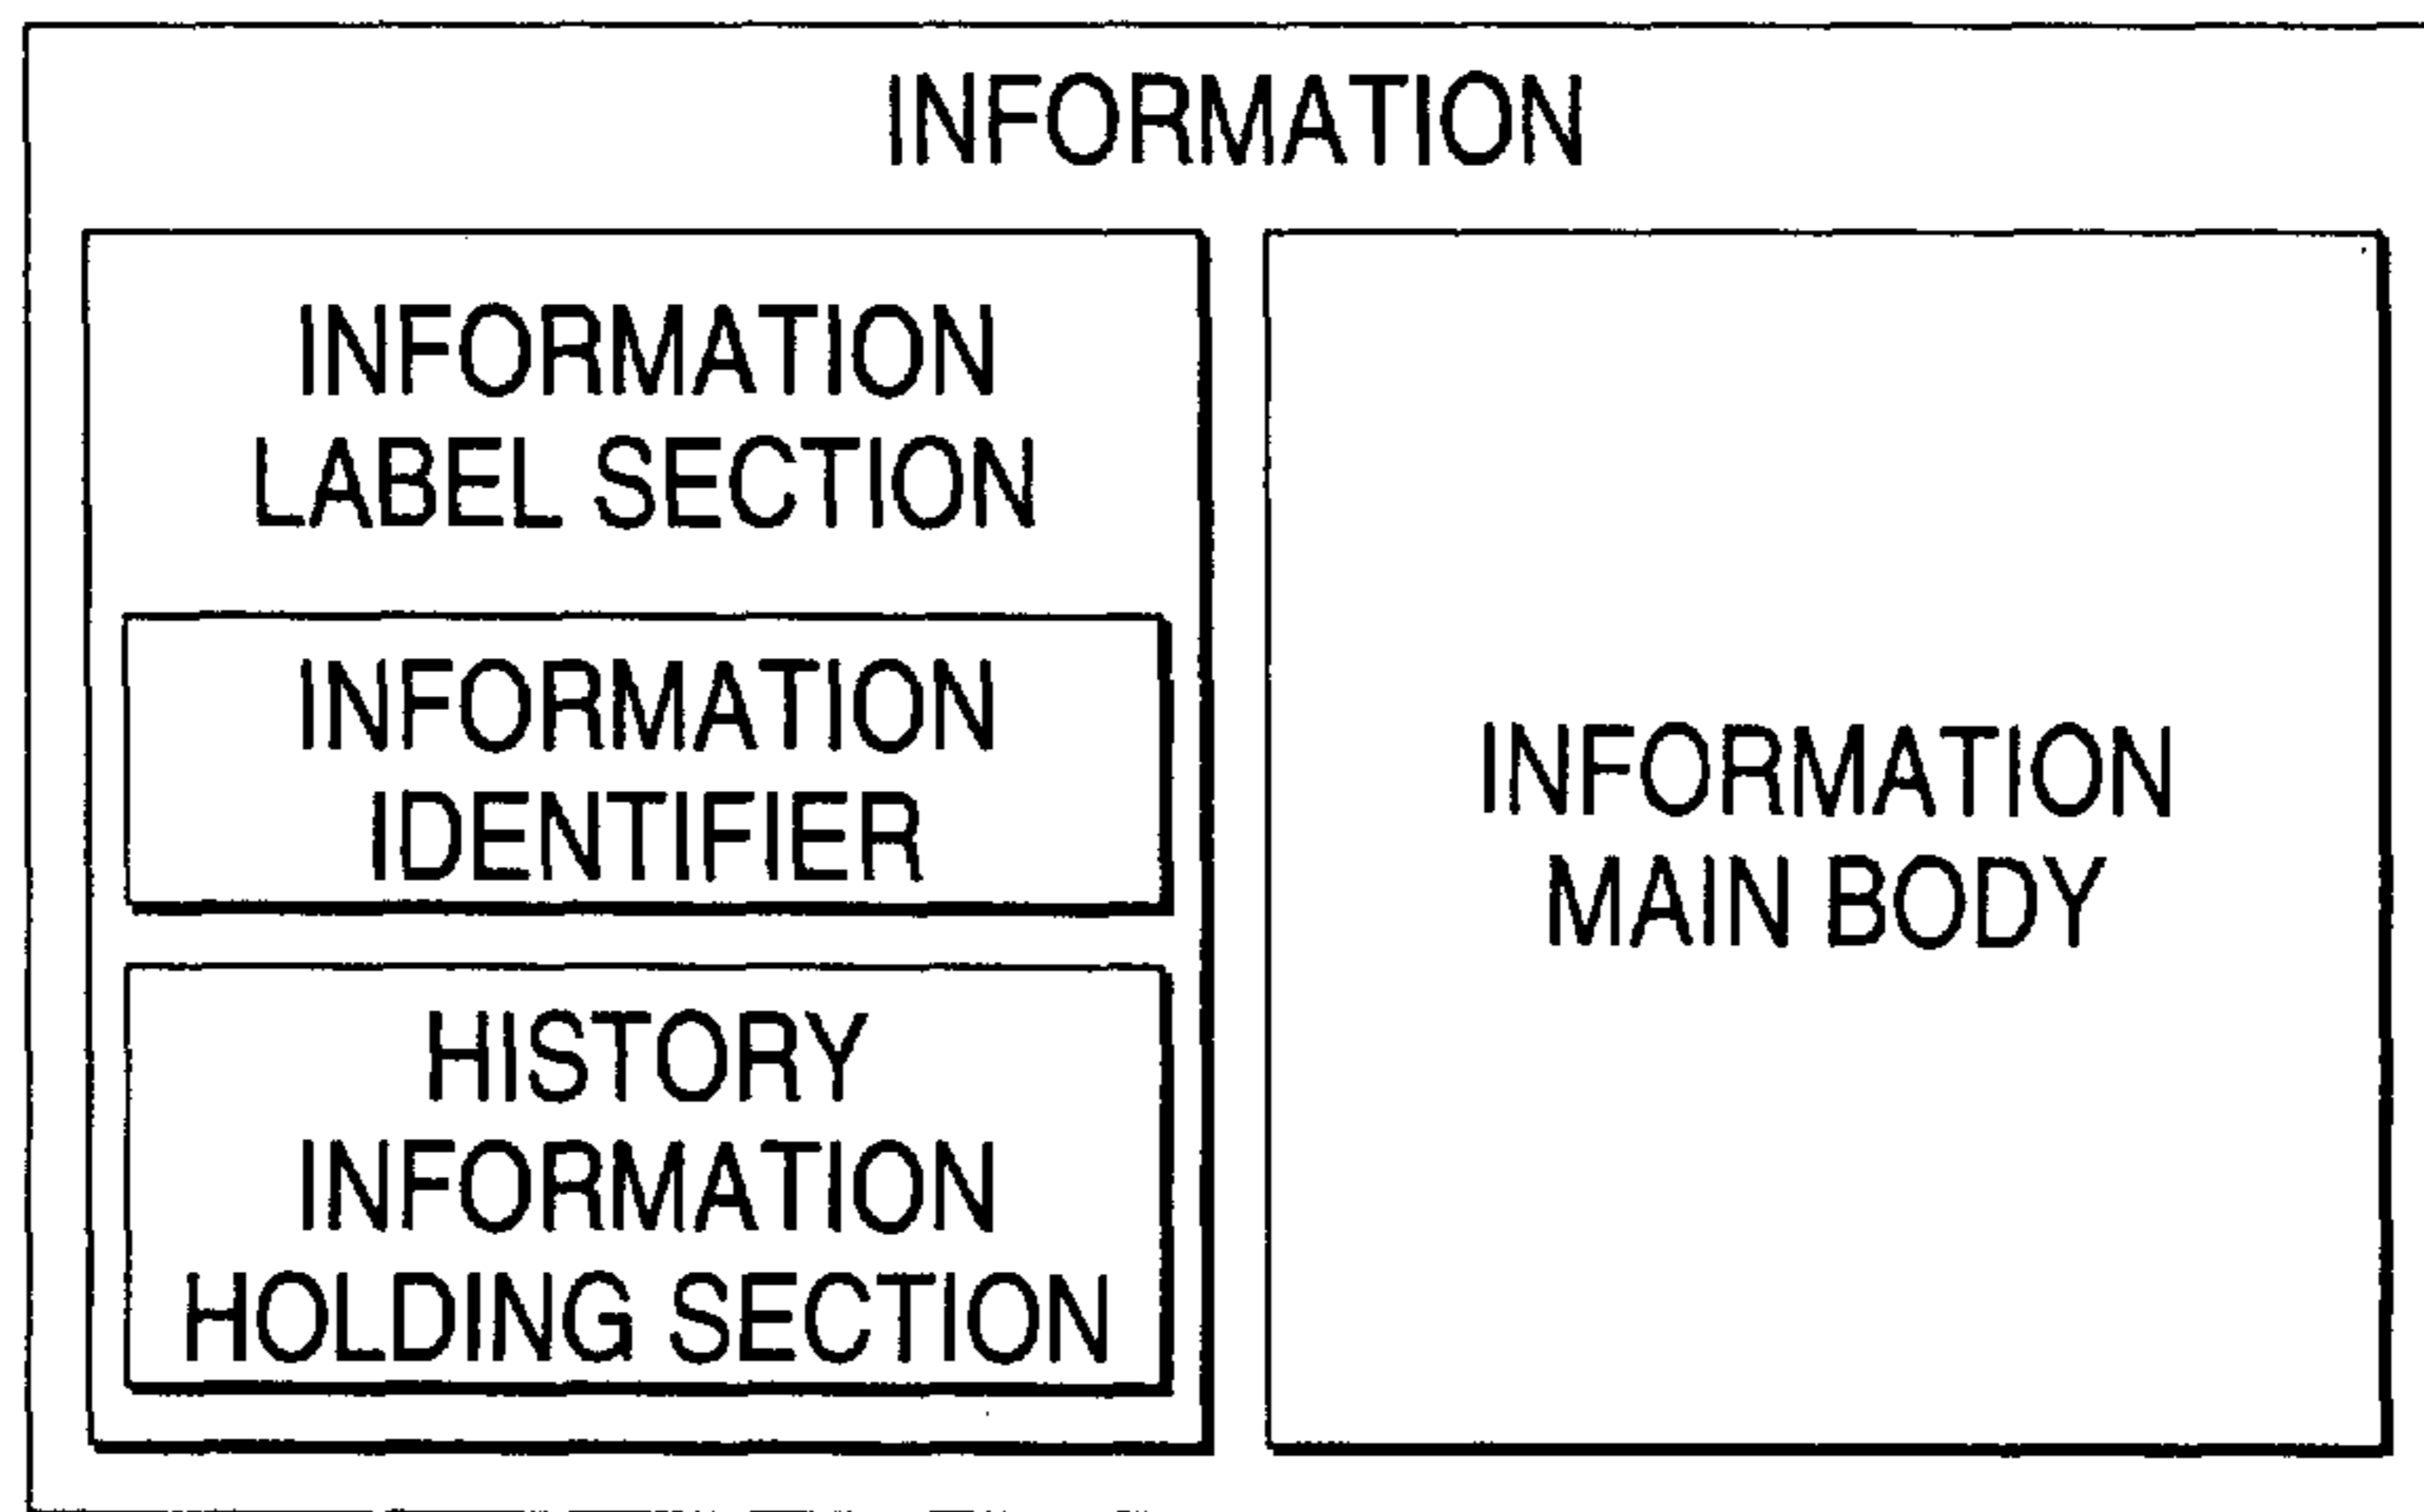 INFORMATION
INFORMATION
LABEL SECTION
INFORMATION
IDENTIFIER
HISTORY
INFORMATION
HOLDING SECTION
INFORMATION
MAIN BODY